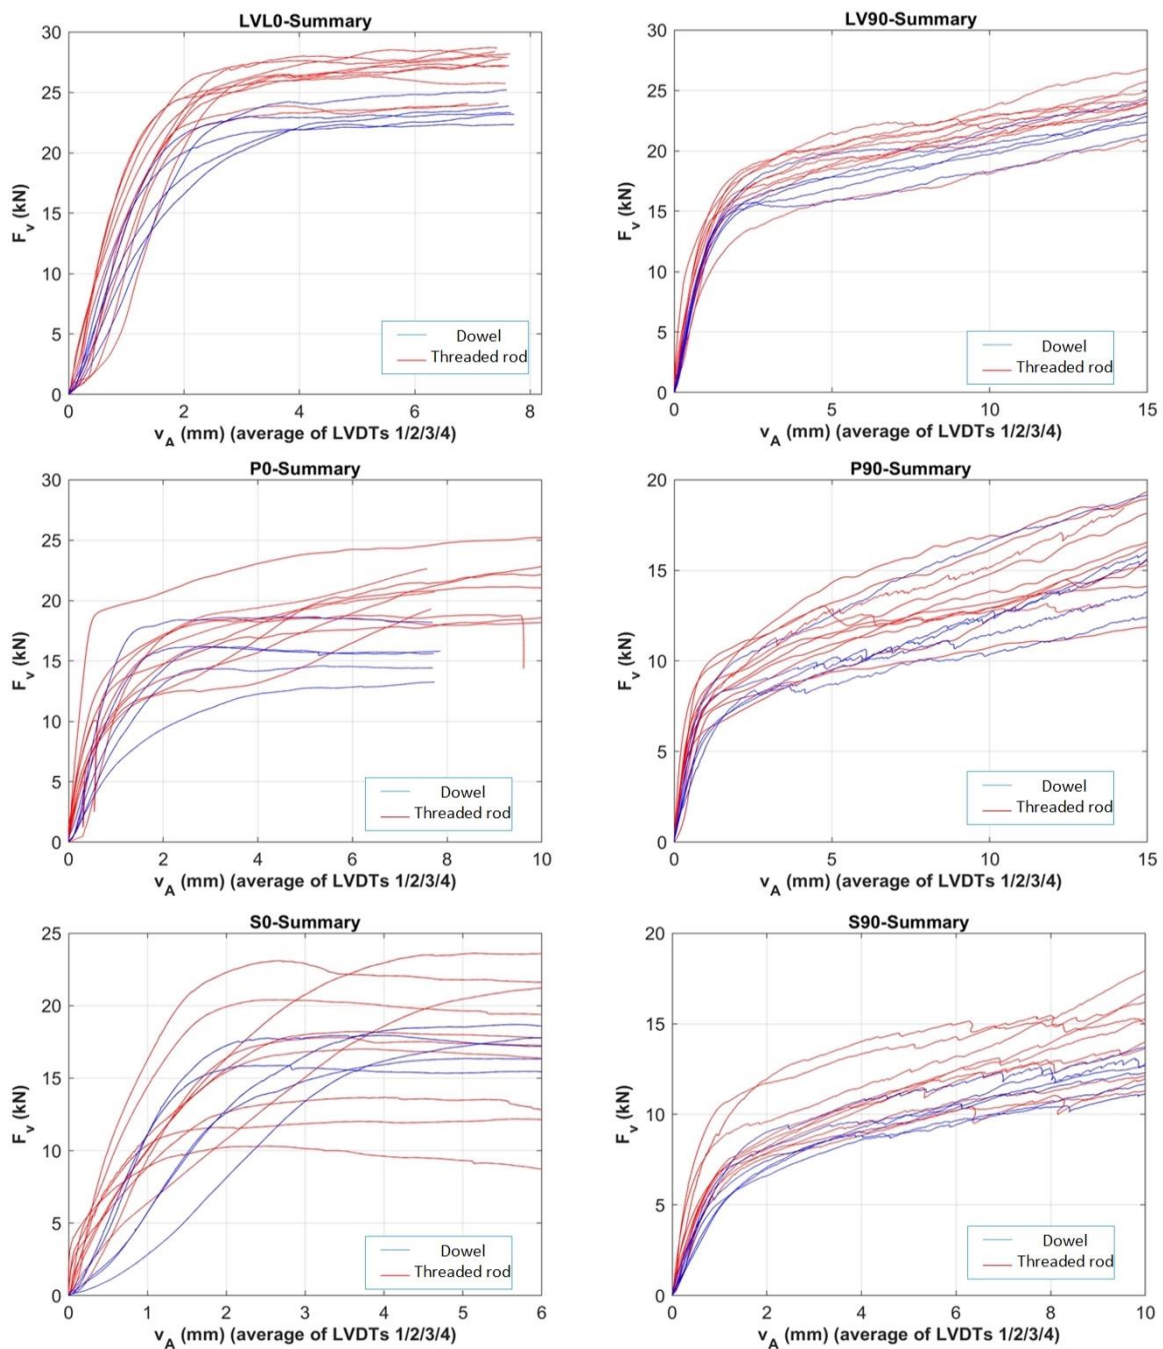 LVL0-Summary
30
25
20
15
10
5
0
F_v (kN)
0 2 4 6 8
v_A (mm) (average of LVDTs 1/2/3/4)
Dowel
Threaded rod
LV90-Summary
30
25
20
15
10
5
0
F_v (kN)
0 5 10 15
v_A (mm) (average of LVDTs 1/2/3/4)
Dowel
Threaded rod
P0-Summary
30
25
20
15
10
5
0
F_v (kN)
0 2 4 6 8 10
v_A (mm) (average of LVDTs 1/2/3/4)
Dowel
Threaded rod
P90-Summary
20
15
10
5
0
F_v (kN)
0 5 10 15
v_A (mm) (average of LVDTs 1/2/3/4)
Dowel
Threaded rod
S0-Summary
25
20
15
10
5
0
F_v (kN)
0 1 2 3 4 5 6
v_A (mm) (average of LVDTs 1/2/3/4)
Dowel
Threaded rod
S90-Summary
20
15
10
5
0
F_v (kN)
0 2 4 6 8 10
v_A (mm) (average of LVDTs 1/2/3/4)
Dowel
Threaded rod